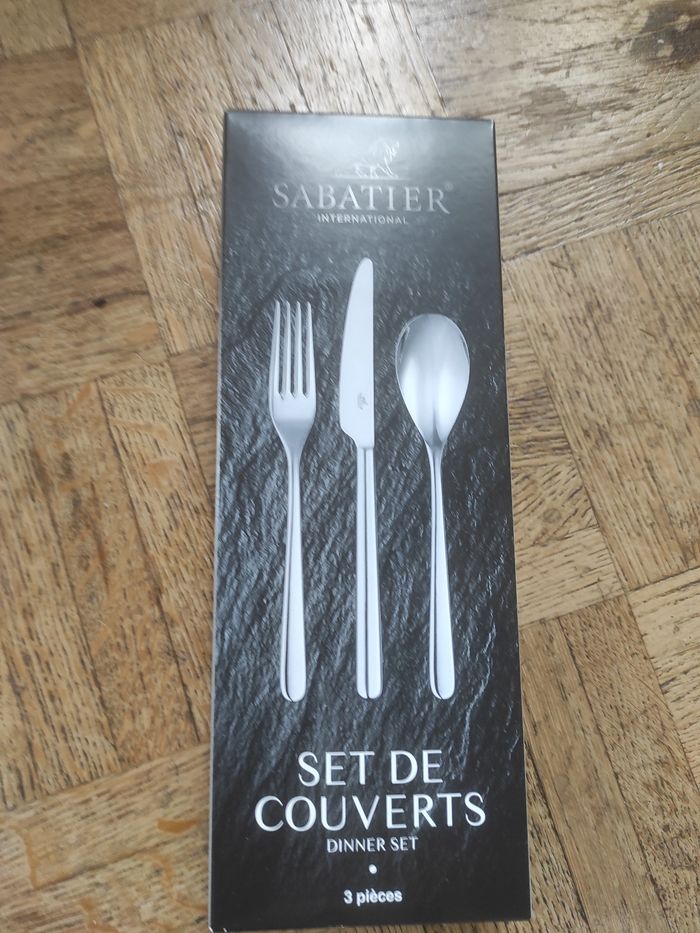 SABATIER®
INTERNATIONAL
SET DE
COUVERTS
DINNER SET
•
3 pièces